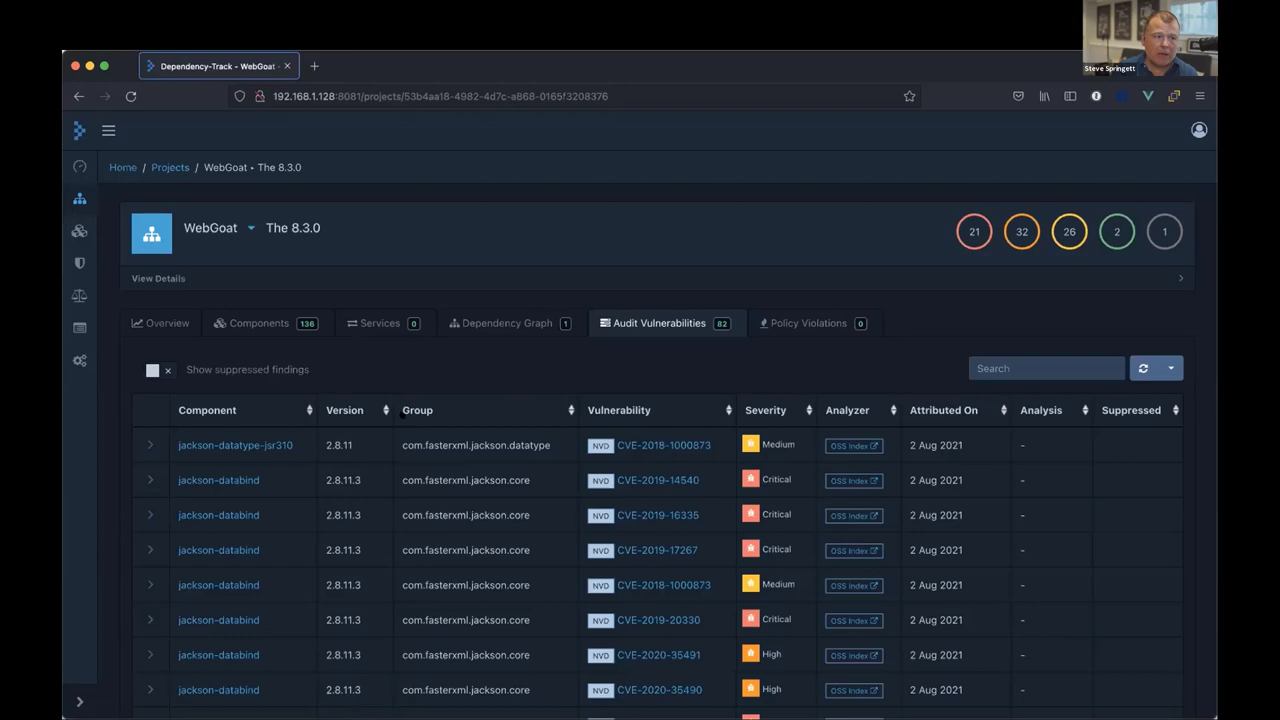 Steve Springett
Dependency-Track - WebGoat
192.168.1.128:8081/projects/53b4aa18-4982-4d7c-a868-0165f3208376
Home / Projects / WebGoat • The 8.3.0
WebGoat The 8.3.0
21 32 26 2 1
View Details
Overview Components 136 Services 0 Dependency Graph 1 Audit Vulnerabilities 82 Policy Violations 0
Show suppressed findings Search
Component Version Group Vulnerability Severity Analyzer Attributed On Analysis Suppressed
jackson-datatype-jsr310 2.8.11 com.fasterxml.jackson.datatype NVD CVE-2018-1000873 Medium OSS Index 2 Aug 2021 -
jackson-databind 2.8.11.3 com.fasterxml.jackson.core NVD CVE-2019-14540 Critical OSS Index 2 Aug 2021 -
jackson-databind 2.8.11.3 com.fasterxml.jackson.core NVD CVE-2019-16335 Critical OSS Index 2 Aug 2021 -
jackson-databind 2.8.11.3 com.fasterxml.jackson.core NVD CVE-2019-17267 Critical OSS Index 2 Aug 2021 -
jackson-databind 2.8.11.3 com.fasterxml.jackson.core NVD CVE-2018-1000873 Medium OSS Index 2 Aug 2021 -
jackson-databind 2.8.11.3 com.fasterxml.jackson.core NVD CVE-2019-20330 Critical OSS Index 2 Aug 2021 -
jackson-databind 2.8.11.3 com.fasterxml.jackson.core NVD CVE-2020-35491 High OSS Index 2 Aug 2021 -
jackson-databind 2.8.11.3 com.fasterxml.jackson.core NVD CVE-2020-35490 High OSS Index 2 Aug 2021 -